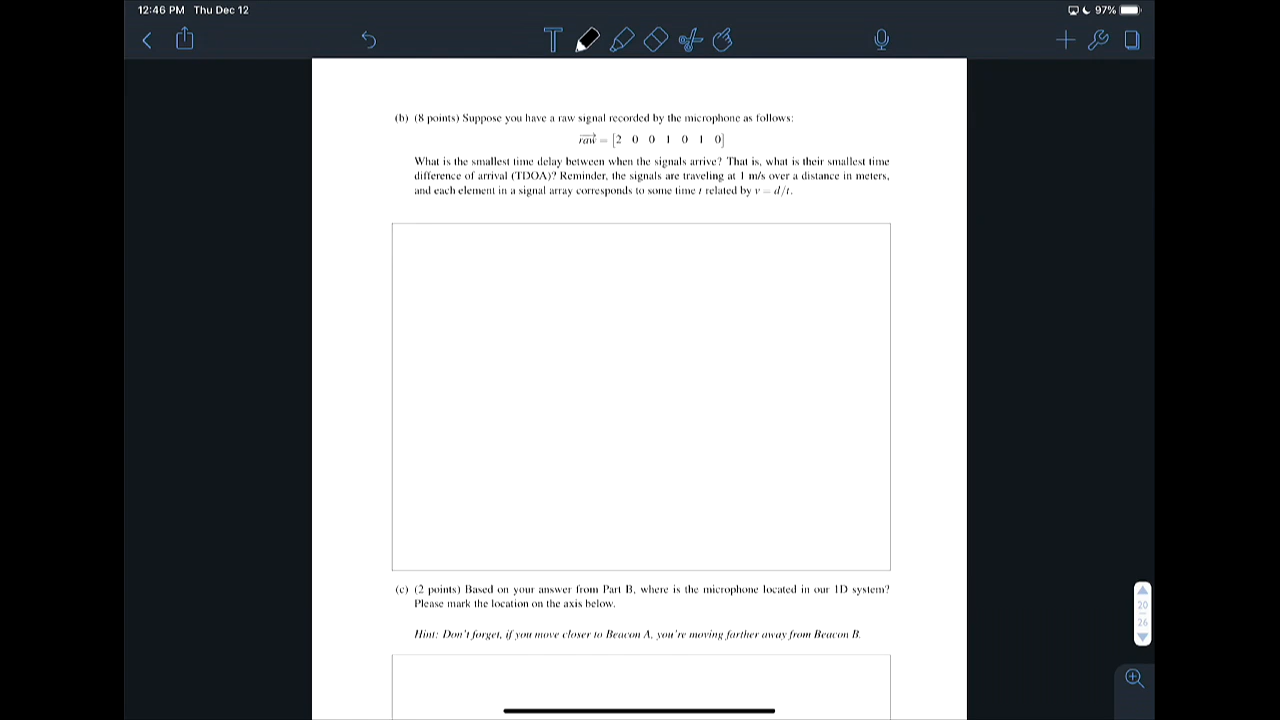 12:46 PM Thu Dec 12
97%
(b) (8 points) Suppose you have a raw signal recorded by the microphone as follows:
raw = [2 0 0 1 0 1 0]
What is the smallest time delay between when the signals arrive? That is, what is their smallest time
difference of arrival (TDOA)? Reminder, the signals are traveling at 1 m/s over a distance in meters,
and each element in a signal array corresponds to some time t related by v = d/t.
(c) (2 points) Based on your answer from Part B, where is the microphone located in our 1D system?
Please mark the location on the axis below.
Hint: Don't forget, if you move closer to Beacon A, you're moving farther away from Beacon B.
20
26